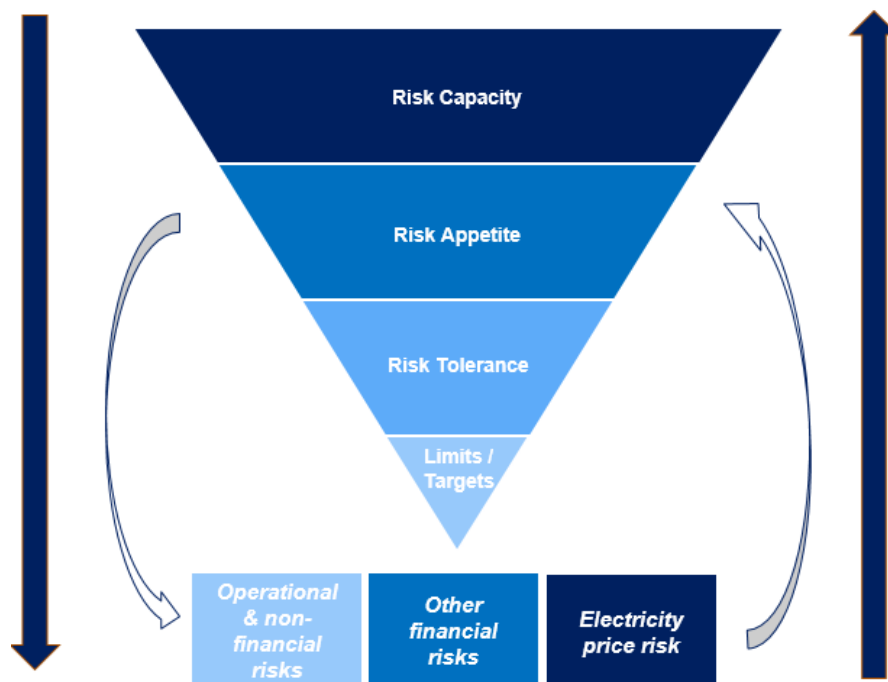 Risk Capacity
Risk Appetite
Risk Tolerance
Limits /
Targets
Operational
& non-
financial
risks
Other
financial
risks
Electricity
price risk